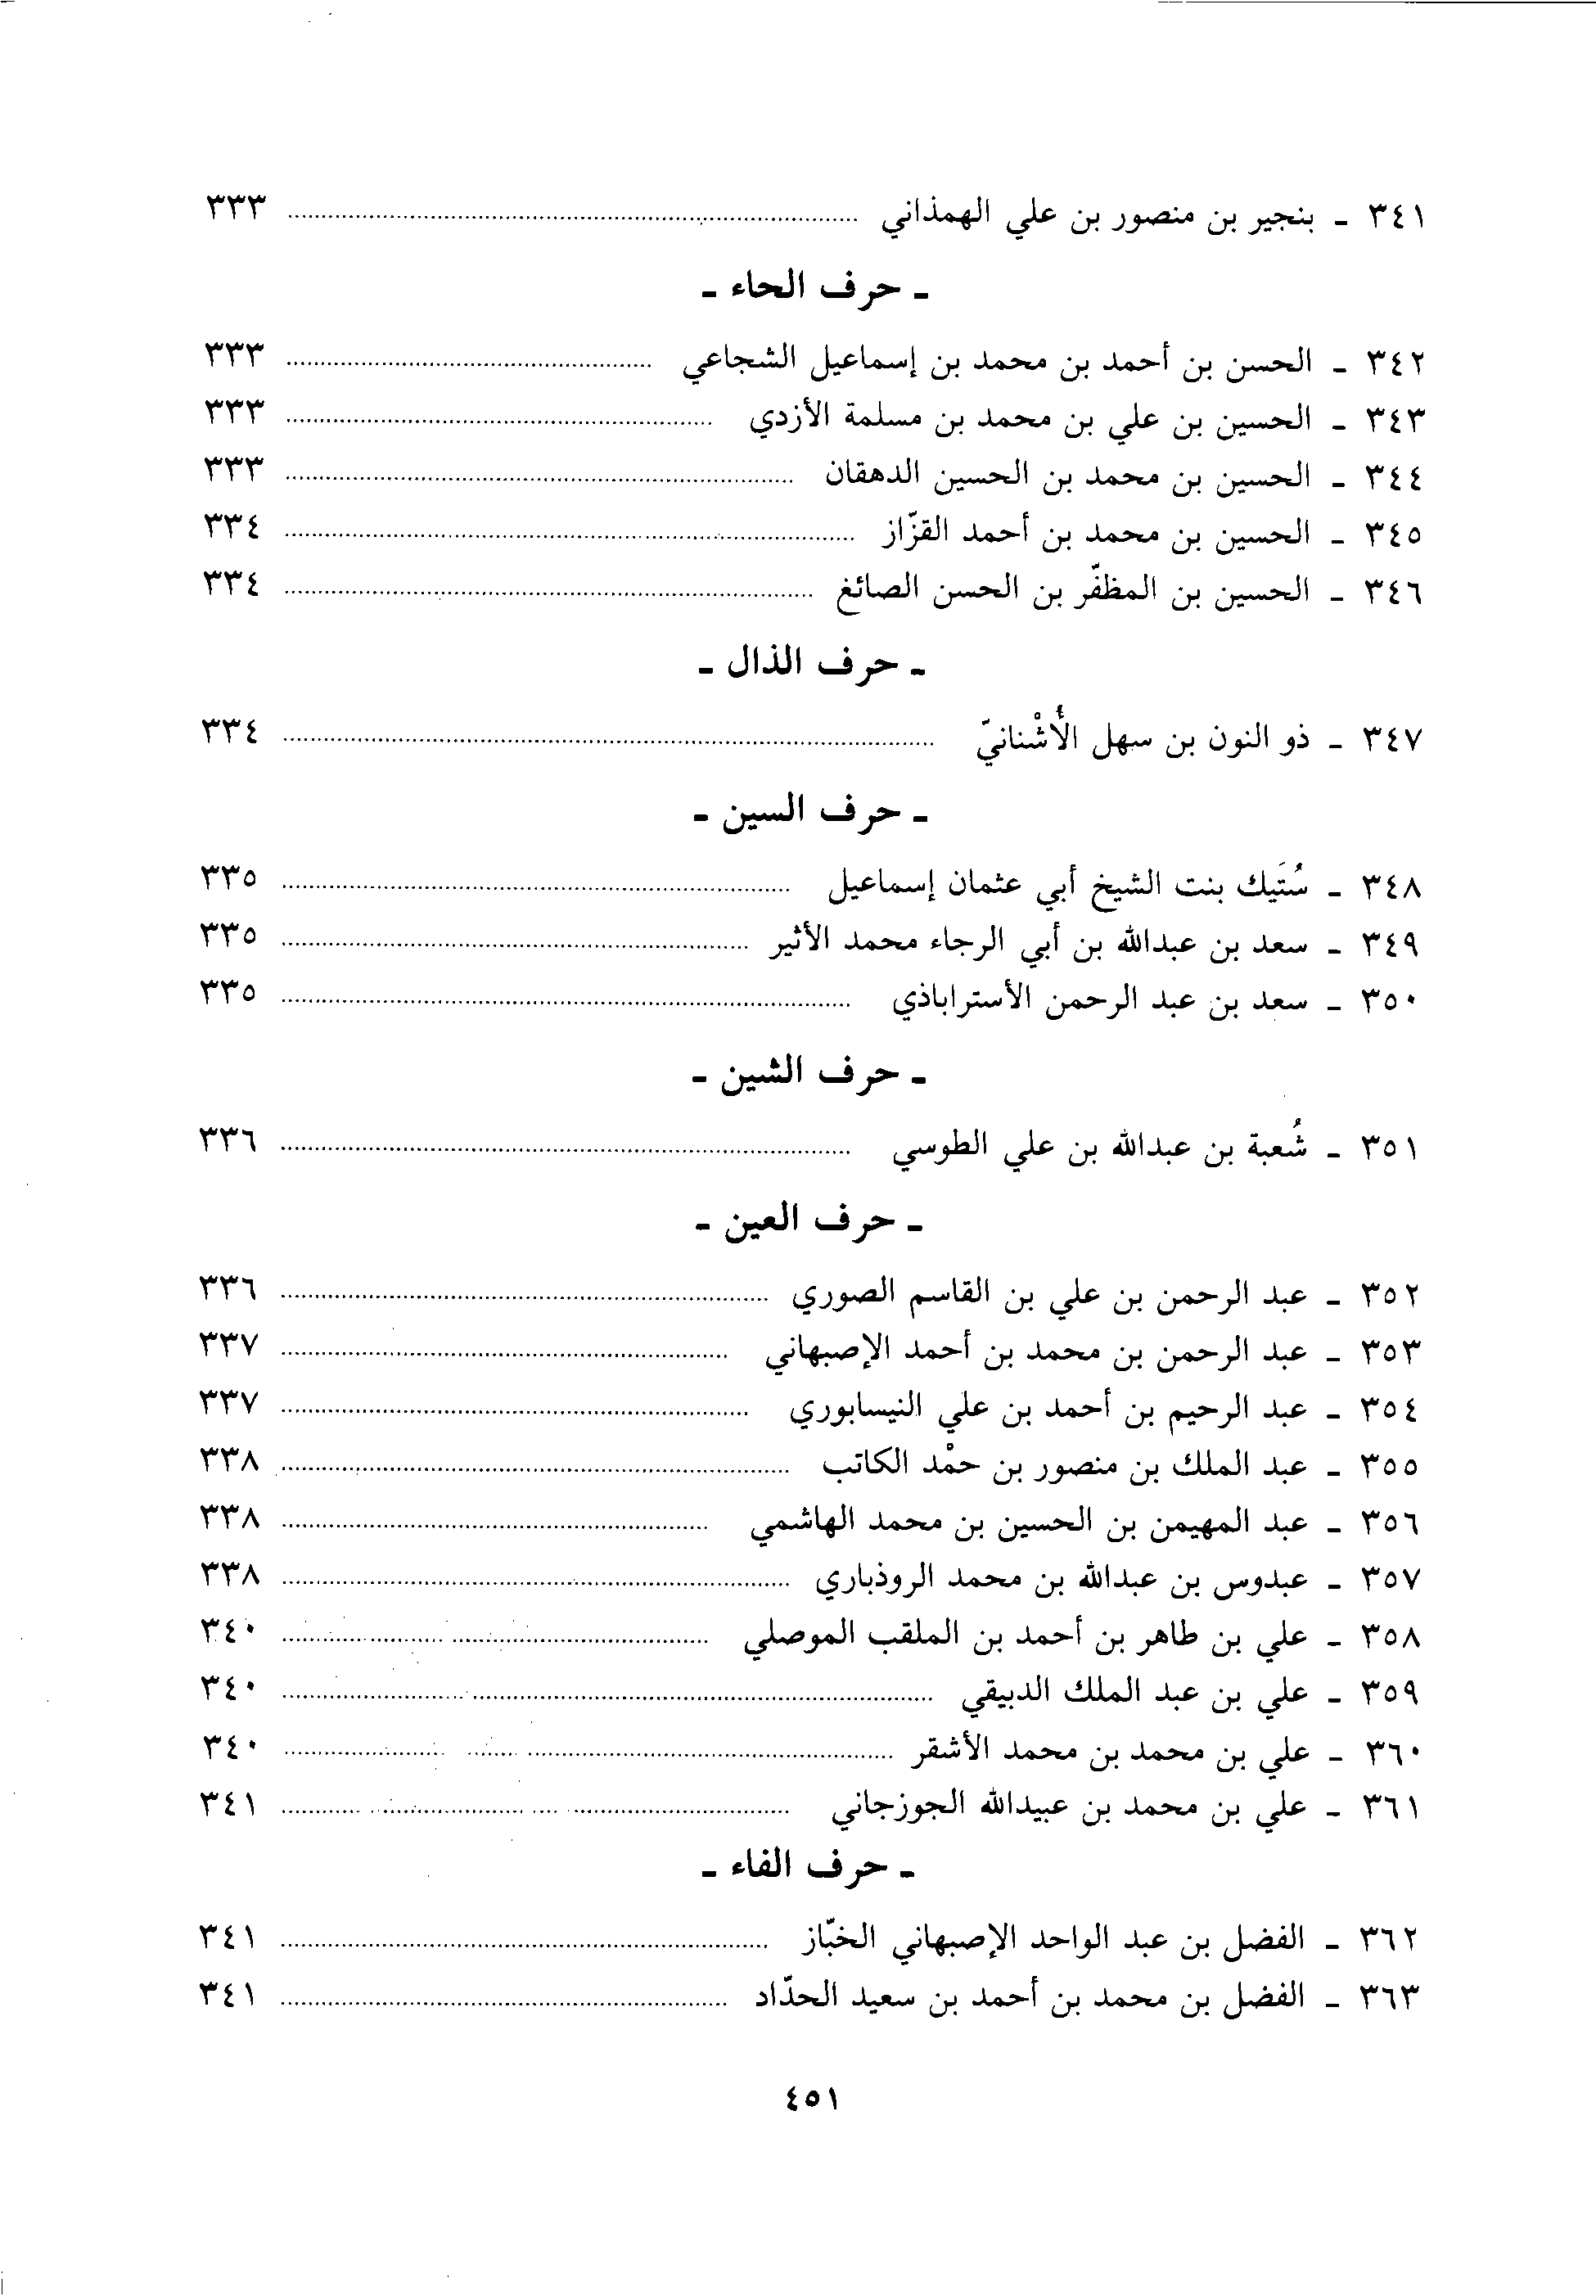 ٣٤١ - بنجير بن منصور بن علي الهمذاني ................ ٣٣٣
- حرف الحاء -
٣٤٢ - الحسن بن أحمد بن محمد بن إسماعيل الشجاعي ................ ٣٣٣
٣٤٣ - الحسين بن علي بن محمد بن مسلمة الأزدي ................ ٣٣٣
٣٤٤ - الحسين بن محمد بن الحسين الدهقان ................ ٣٣٣
٣٤٥ - الحسين بن محمد بن أحمد القزّاز ................ ٣٣٤
٣٤٦ - الحسين بن المظفّر بن الحسن الصائغ ................ ٣٣٤
- حرف الذال -
٣٤٧ - ذو النون بن سهل الأُشْنانيّ ................ ٣٣٤
- حرف السين -
٣٤٨ - سُتَيك بنت الشيخ أبي عثمان إسماعيل ................ ٣٣٥
٣٤٩ - سعد بن عبدالله بن أبي الرجاء محمد الأثير ................ ٣٣٥
٣٥٠ - سعد بن عبد الرحمن الأستراباذي ................ ٣٣٥
- حرف الشين -
٣٥١ - شُعبة بن عبدالله بن علي الطوسي ................ ٣٣٦
- حرف العين -
٣٥٢ - عبد الرحمن بن علي بن القاسم الصوري ................ ٣٣٦
٣٥٣ - عبد الرحمن بن محمد بن أحمد الإصبهاني ................ ٣٣٧
٣٥٤ - عبد الرحيم بن أحمد بن علي النيسابوري ................ ٣٣٧
٣٥٥ - عبد الملك بن منصور بن حمْد الكاتب ................ ٣٣٨
٣٥٦ - عبد المهيمن بن الحسين بن محمد الهاشمي ................ ٣٣٨
٣٥٧ - عبدوس بن عبدالله بن محمد الروذباري ................ ٣٣٨
٣٥٨ - علي بن طاهر بن أحمد بن الملقب الموصلي ................ ٣٤٠
٣٥٩ - علي بن عبد الملك الدبيقي ................ ٣٤٠
٣٦٠ - علي بن محمد بن محمد الأشقر ................ ٣٤٠
٣٦١ - علي بن محمد بن عبيدالله الجوزجاني ................ ٣٤١
- حرف الفاء -
٣٦٢ - الفضل بن عبد الواحد الإصبهاني الخبّاز ................ ٣٤١
٣٦٣ - الفضل بن محمد بن أحمد بن سعيد الحدّاد ................ ٣٤١
٤٥١